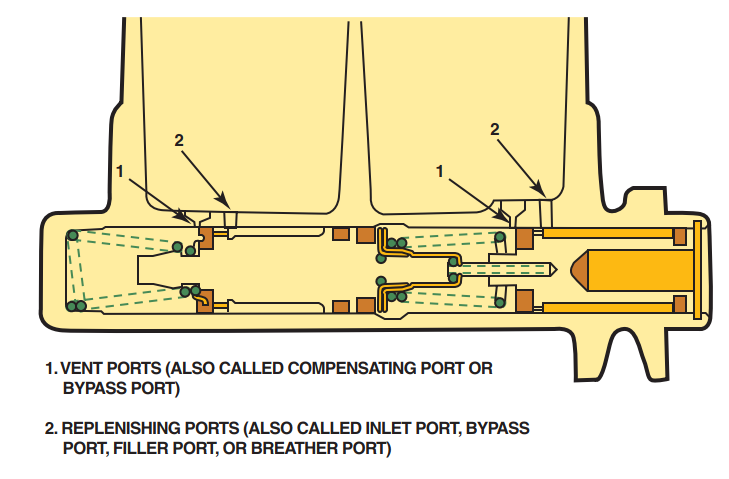 2
1
2
1
1. VENT PORTS (ALSO CALLED COMPENSATING PORT OR
BYPASS PORT)
2. REPLENISHING PORTS (ALSO CALLED INLET PORT, BYPASS
PORT, FILLER PORT, OR BREATHER PORT)